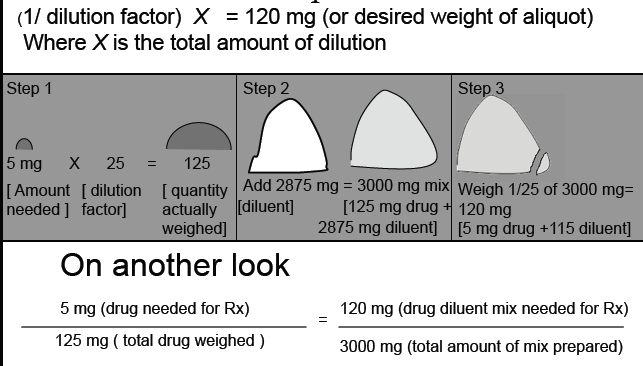 (1/ dilution factor) X = 120 mg (or desired weight of aliquot)
Where X is the total amount of dilution
Step 1
5 mg X 25 = 125
[ Amount needed ] [ dilution factor] [ quantity actually weighed]
Step 2
Add 2875 mg = 3000 mg mix
[diluent] [125 mg drug +
2875 mg diluent]
Step 3
Weigh 1/25 of 3000 mg=
120 mg
[5 mg drug +115 diluent]
On another look
5 mg (drug needed for Rx)
125 mg ( total drug weighed )
=
120 mg (drug diluent mix needed for Rx)
3000 mg (total amount of mix prepared)